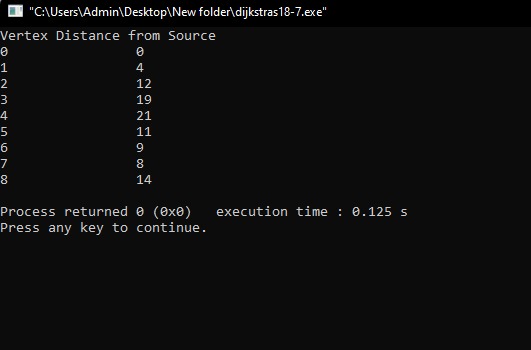 "C:\Users\Admin\Desktop\New folder\dijkstras18-7.exe"
Vertex Distance from Source
0 0
1 4
2 12
3 19
4 21
5 11
6 9
7 8
8 14
Process returned 0 (0x0)   execution time : 0.125 s
Press any key to continue.